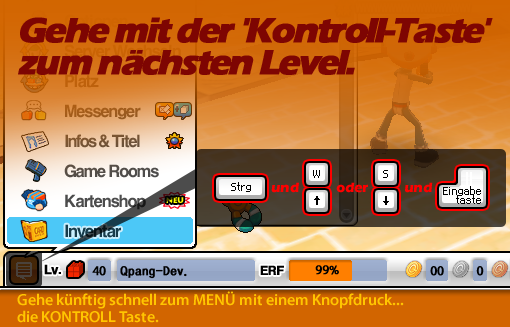 Gehe mit der 'Kontroll-Taste'
zum nächsten Level.
Platz
Messenger
Infos & Titel
Game Rooms
Kartenshop NEU
Inventar
Strg und W ↑ oder S ↓ und Eingabe taste
Lv. 40 Qpang-Dev. ERF 99% 00 0
Gehe künftig schnell zum MENÜ mit einem Knopfdruck...
die KONTROLL Taste.